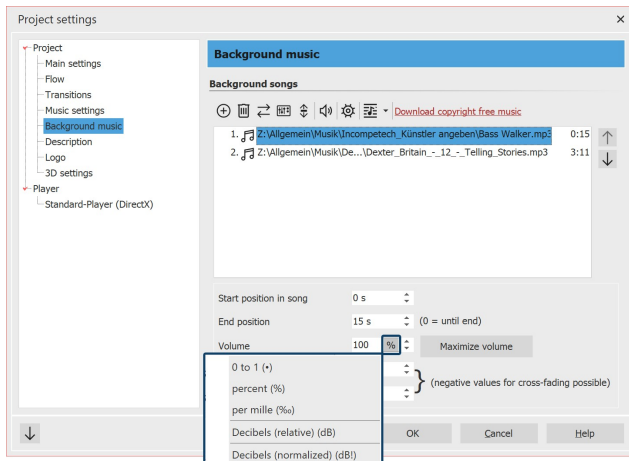 Project settings
Project
Main settings
Flow
Transitions
Music settings
Background music
Description
Logo
3D settings
Player
Standard-Player (DirectX)
Background music
Background songs
Download copyright free music
1. Z:\Allgemein\Musik\Incompetech_Künstler angeben\Bass Walker.mp3 0:15
2. Z:\Allgemein\Musik\De...\Dexter_Britain_-_12_-_Telling_Stories.mp3 3:11
Start position in song 0 s
End position 15 s (0 = until end)
Volume 100 % Maximize volume
0 to 1 (•)
percent (%)
(negative values for cross-fading possible)
per mille (‰)
Decibels (relative) (dB)
Decibels (normalized) (dB!)
OK Cancel Help